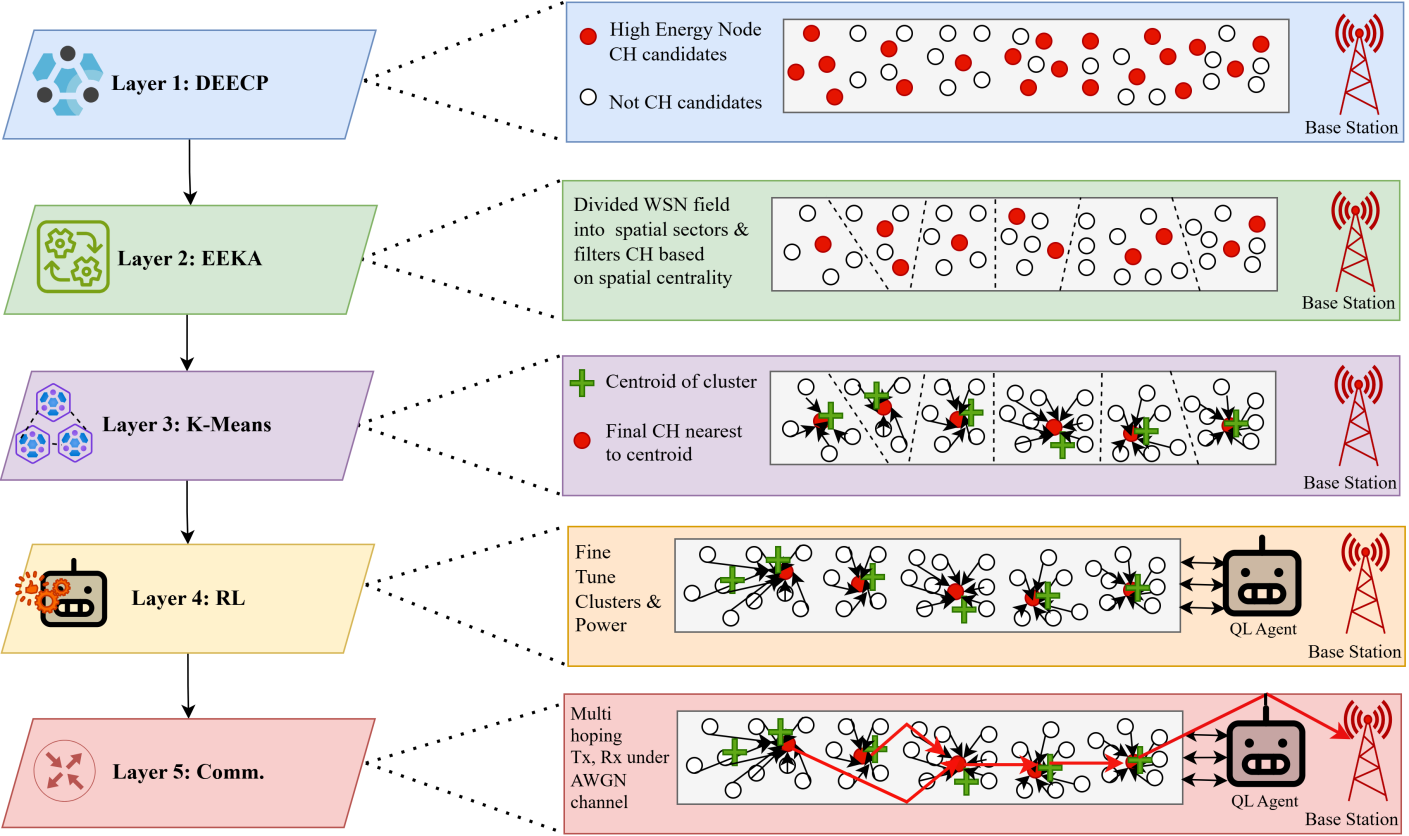 Layer 1: DEECP
High Energy Node
CH candidates
Not CH candidates
Base Station
Layer 2: EEKA
Divided WSN field
into spatial sectors &
filters CH based
on spatial centrality
Base Station
Layer 3: K-Means
Centroid of cluster
Final CH nearest
to centroid
Base Station
Layer 4: RL
Fine
Tune
Clusters &
Power
QL Agent
Base Station
Layer 5: Comm.
Multi
hoping
Tx, Rx under
AWGN
channel
QL Agent
Base Station